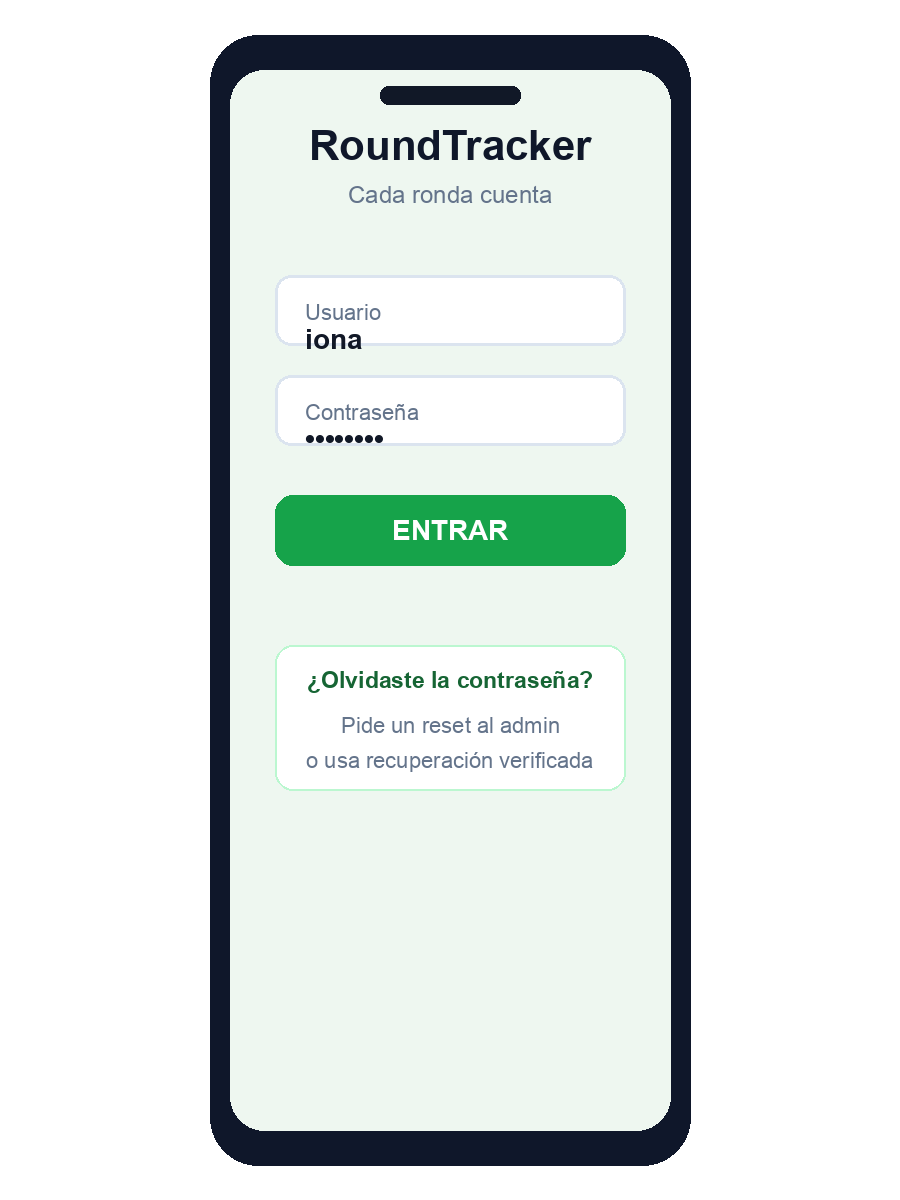 RoundTracker
Cada ronda cuenta
Usuario
iona
Contraseña
••••••••
ENTRAR
¿Olvidaste la contraseña?
Pide un reset al admin
o usa recuperación verificada